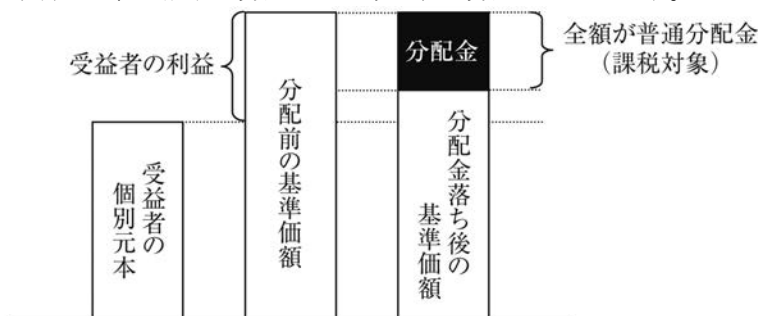 受益者の利益
分配金
全額が普通分配金
(課税対象)
受益者の
個別元本
分配前の基準価額
分配金落ち後の
基準価額